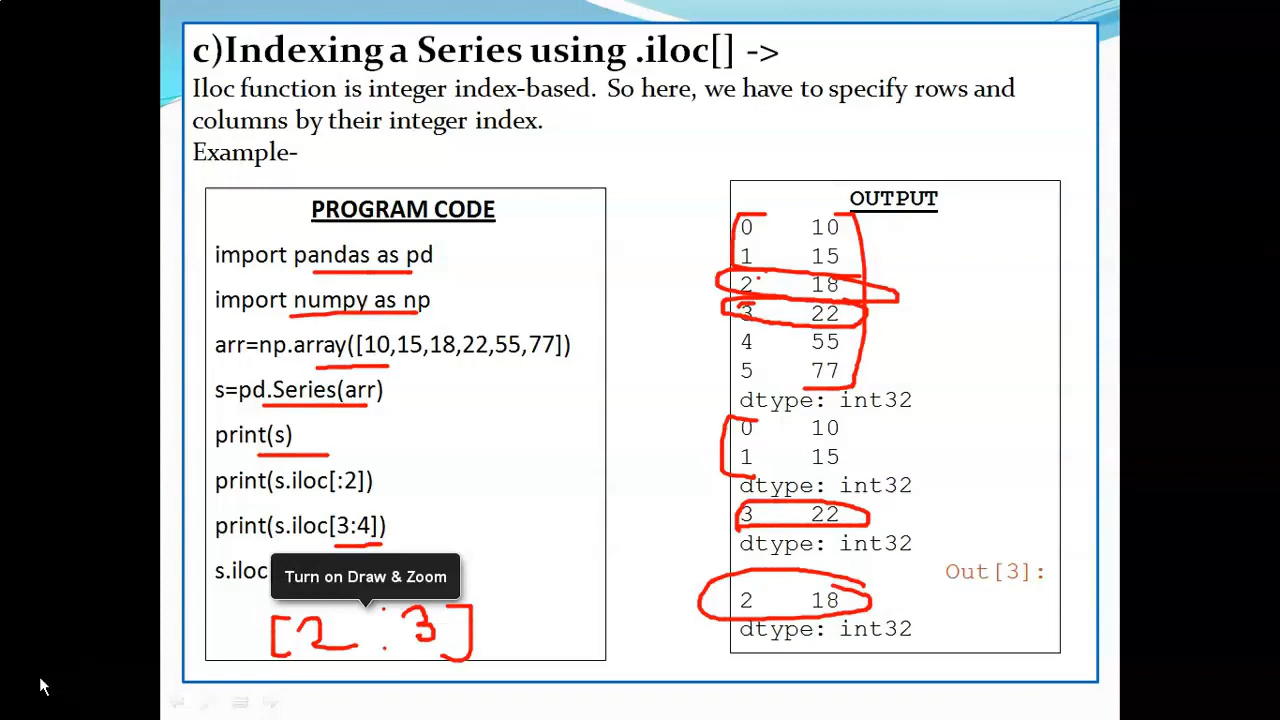 c)Indexing a Series using .iloc[] ->
Iloc function is integer index-based. So here, we have to specify rows and
columns by their integer index.
Example-
PROGRAM CODE
import pandas as pd
import numpy as np
arr=np.array([10,15,18,22,55,77])
s=pd.Series(arr)
print(s)
print(s.iloc[:2])
print(s.iloc[3:4])
s.iloc
Turn on Draw & Zoom
[2 : 3]
OUTPUT
0 10
1 15
2 18
3 22
4 55
5 77
dtype: int32
0 10
1 15
dtype: int32
3 22
dtype: int32
Out[3]:
2 18
dtype: int32